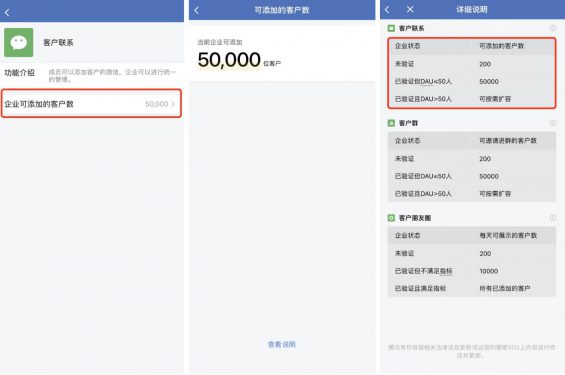 客户联系
功能介绍
成员可以添加客户的微信，企业可以进行统一
的管理。
企业可添加的客户数
50,000
可添加的客户数
当前企业可添加
50,000 位客户
查看说明
详细说明
客户联系
企业状态 可添加的客户数
未验证 200
已验证但DAU≤50人 50000
已验证且DAU>50人 可按需扩容
客户群
企业状态 可邀请进群的客户数
未验证 200
已验证但DAU≤50人 50000
已验证且DAU>50人 可按需扩容
客户朋友圈
企业状态 每天可展示的客户数
未验证 200
已验证但不满足指标 10000
已验证且满足指标 所有已添加的客户
腾讯有权根据相关法律法规更新或运营的需要对以上内容进行修
改并更新。